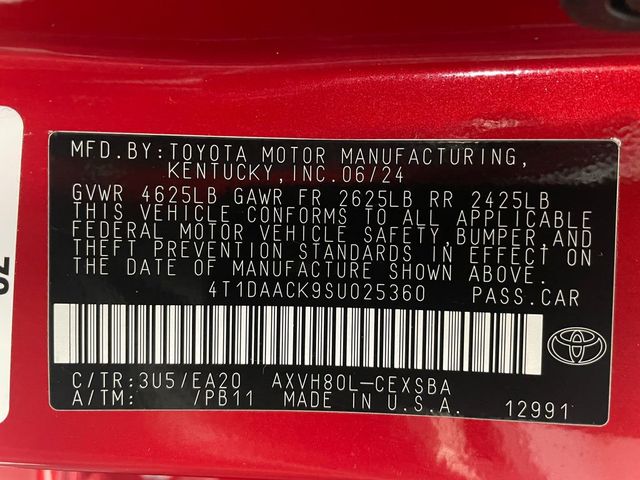 MFD.BY:TOYOTA MOTOR MANUFACTURING,
KENTUCKY,INC.06/24
GVWR 4625LB GAWR FR 2625LB RR 2425LB
THIS VEHICLE CONFORMS TO ALL APPLICABLE
FEDERAL MOTOR VEHICLE SAFETY,BUMPER,AND
THEFT PREVENTION STANDARDS IN EFFECT ON
THE DATE OF MANUFACTURE SHOWN ABOVE.
4T1DAACK9SU025360 PASS.CAR
C/TR:3U5/EA20 AXVH80L-CEXSBA
A/TM: /PB11 MADE IN U.S.A. 12991